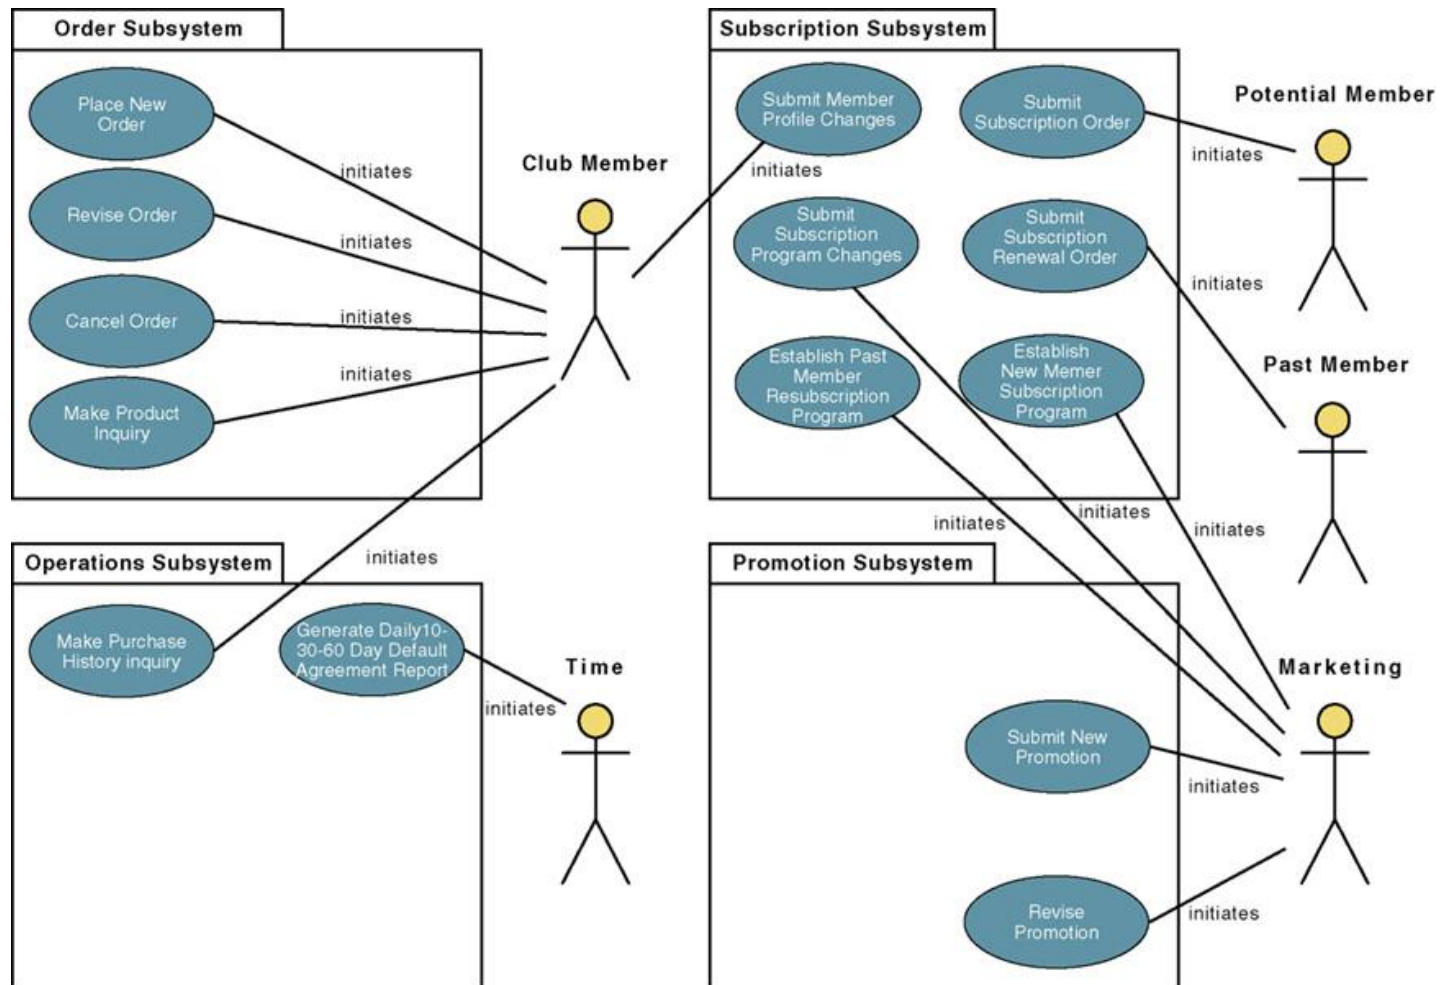 Order Subsystem
Place New
Order
initiates
Revise Order
initiates
Cancel Order
initiates
initiates
Make Product
Inquiry
Club Member
Subscription Subsystem
Submit Member
Profile Changes
initiates
Submit
Subscription Order
initiates
Potential Member
Submit
Subscription
Program Changes
Submit
Subscription
Renewal Order
initiates
Past Member
Establish Past
Member
Resubscription
Program
Establish
New Memer
Subscription
Program
initiates
initiates
initiates
Operations Subsystem
initiates
Make Purchase
History inquiry
Generate Daily10-
30-60 Day Default
Agreement Report
initiates
Time
Promotion Subsystem
Marketing
Submit New
Promotion
initiates
Revise
Promotion
initiates